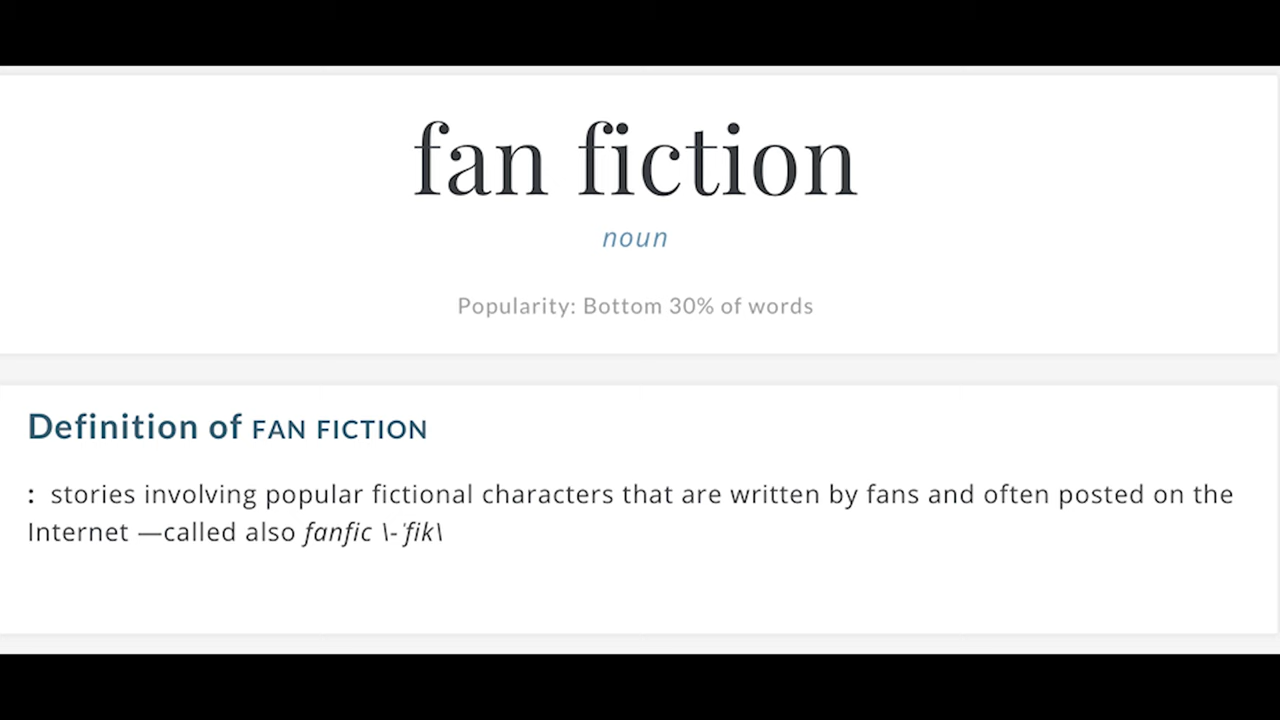 fan fiction
noun
Popularity: Bottom 30% of words
Definition of FAN FICTION
: stories involving popular fictional characters that are written by fans and often posted on the
Internet —called also fanfic \-ˈfik\